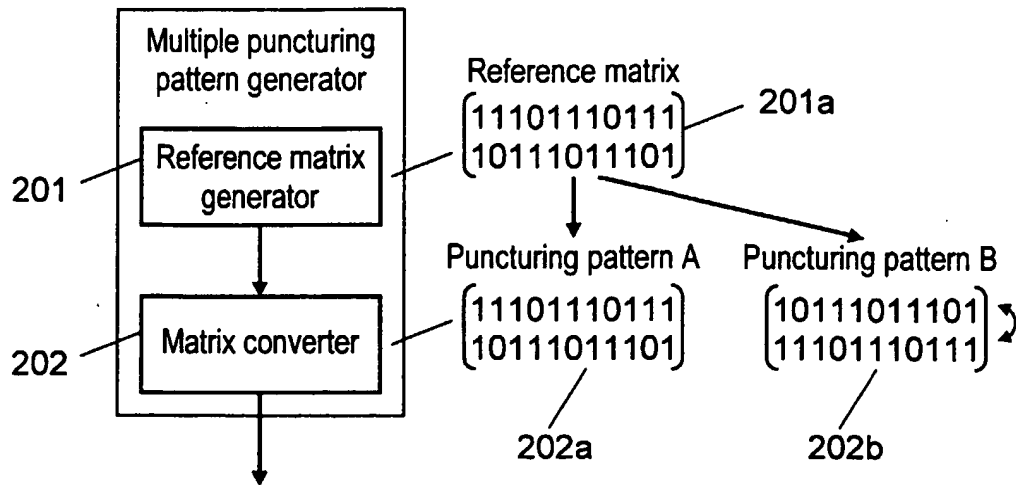 Multiple puncturing
pattern generator
Reference matrix
11101110111
10111011101
201a
201
Reference matrix
generator
Puncturing pattern A
11101110111
10111011101
Puncturing pattern B
10111011101
11101110111
202
Matrix converter
202a
202b